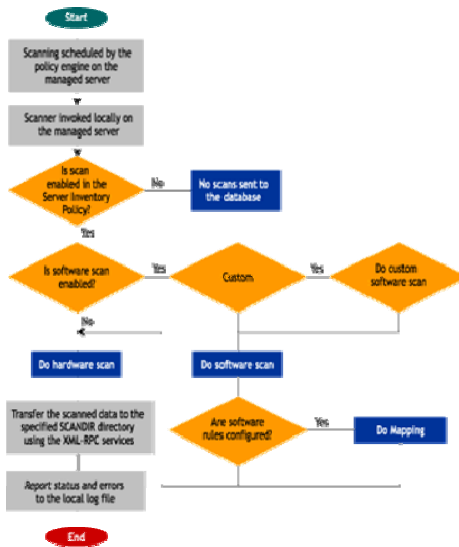 Start
Scanning scheduled by the
policy engine on the
managed server
Scanner invoked locally on
the managed server
Is scan
enabled in the
Server Inventory
Policy?
No
No scans sent to
the database
Yes
Is software scan
enabled?
Yes
Custom
Yes
Do custom
software scan
No
Do hardware scan
Do software scan
Transfer the scanned data to the
specified SCANDIR directory
using the XML-RPC services
Are software
rules configured?
Yes
Do Mapping
Report status and errors
to the local log file
End